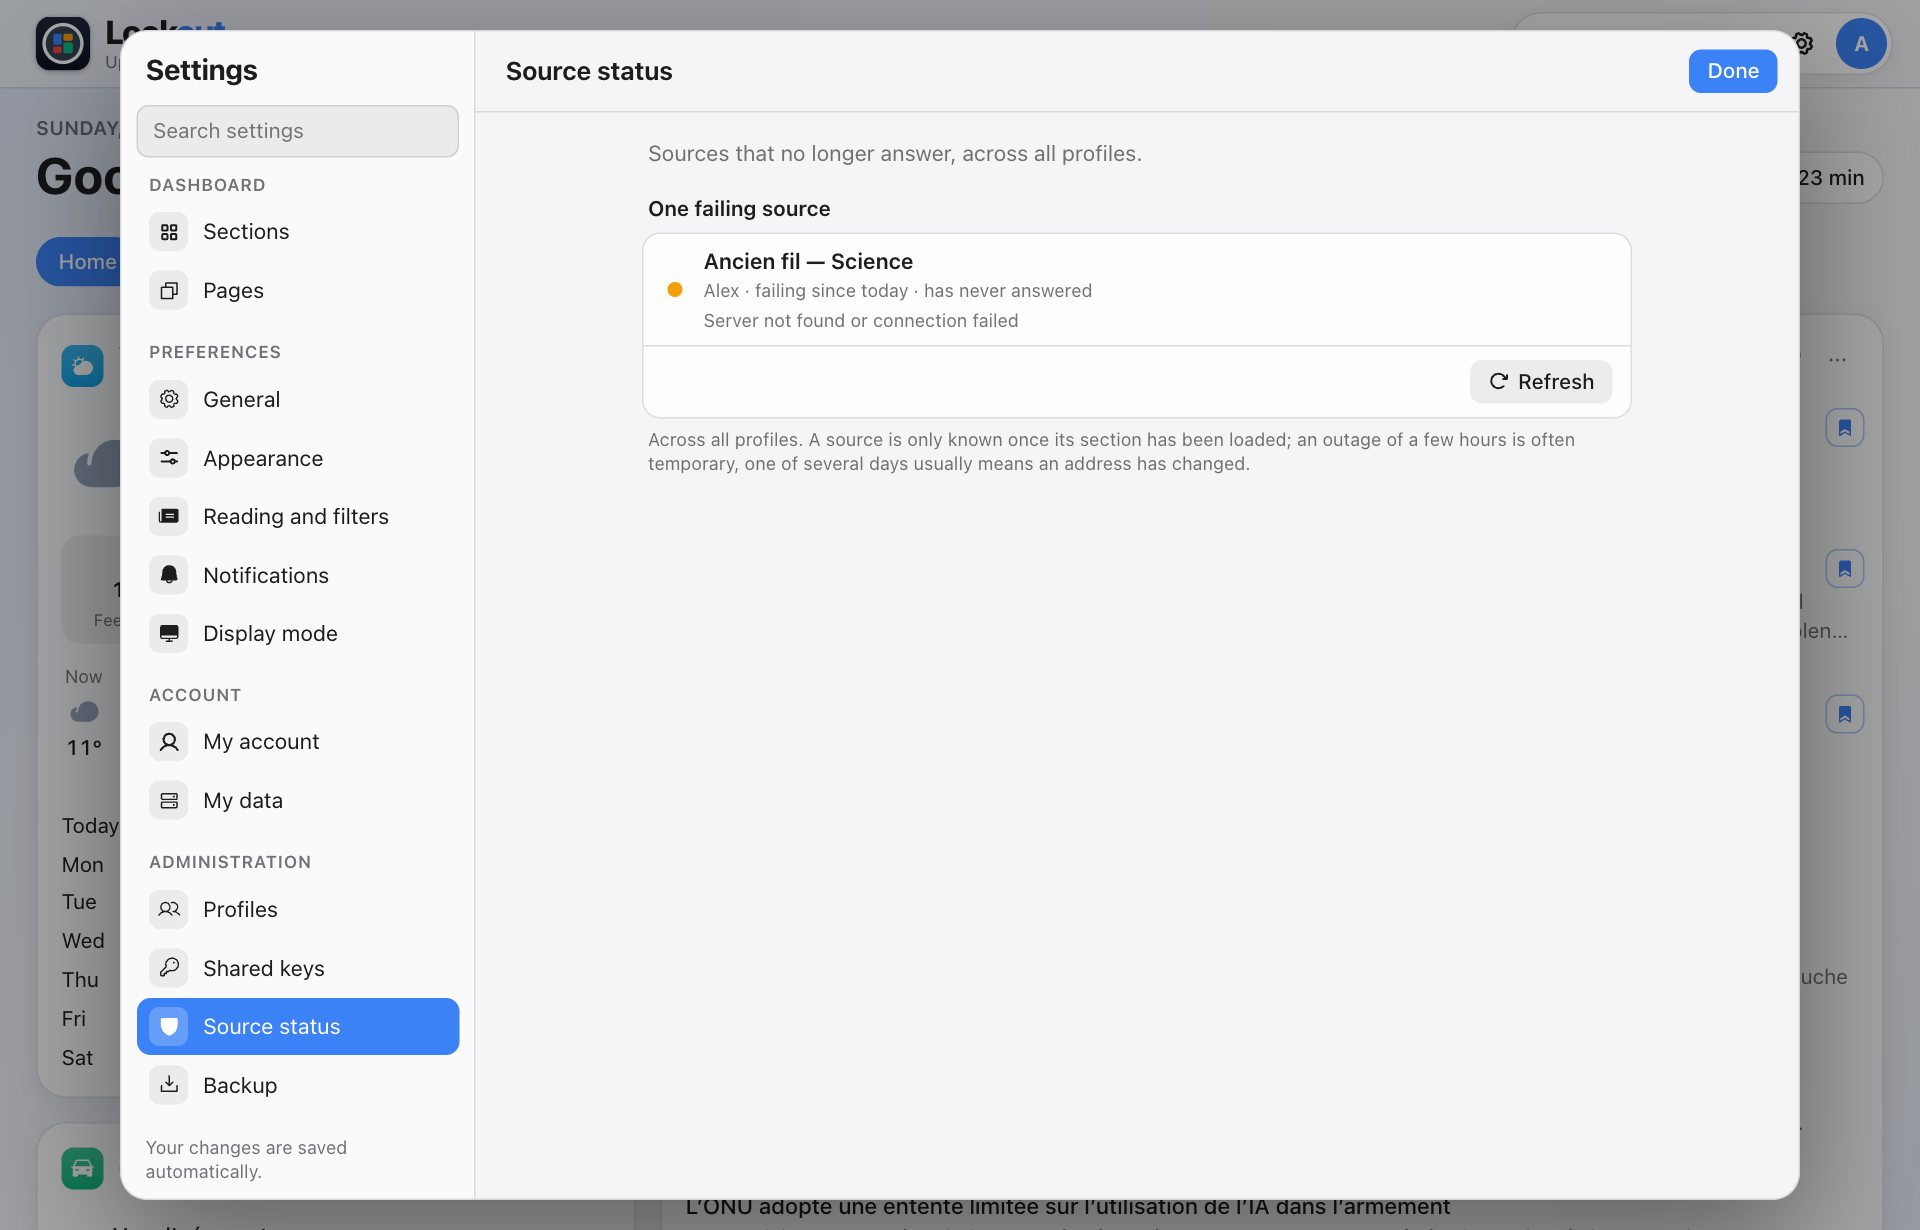 SUNDAY,
Home
23 min
Now
11°
Today
Mon
Tue
Wed
Thu
Fri
Sat
A
Settings
Search settings
DASHBOARD
Sections
Pages
PREFERENCES
General
Appearance
Reading and filters
Notifications
Display mode
ACCOUNT
My account
My data
ADMINISTRATION
Profiles
Shared keys
Source status
Backup
Your changes are saved
automatically.
Source status
Done
Sources that no longer answer, across all profiles.
One failing source
Ancien fil — Science
Alex · failing since today · has never answered
Server not found or connection failed
Refresh
Across all profiles. A source is only known once its section has been loaded; an outage of a few hours is often
temporary, one of several days usually means an address has changed.
L'ONU adopte une entente limitée sur l'utilisation de l'IA dans l'armement